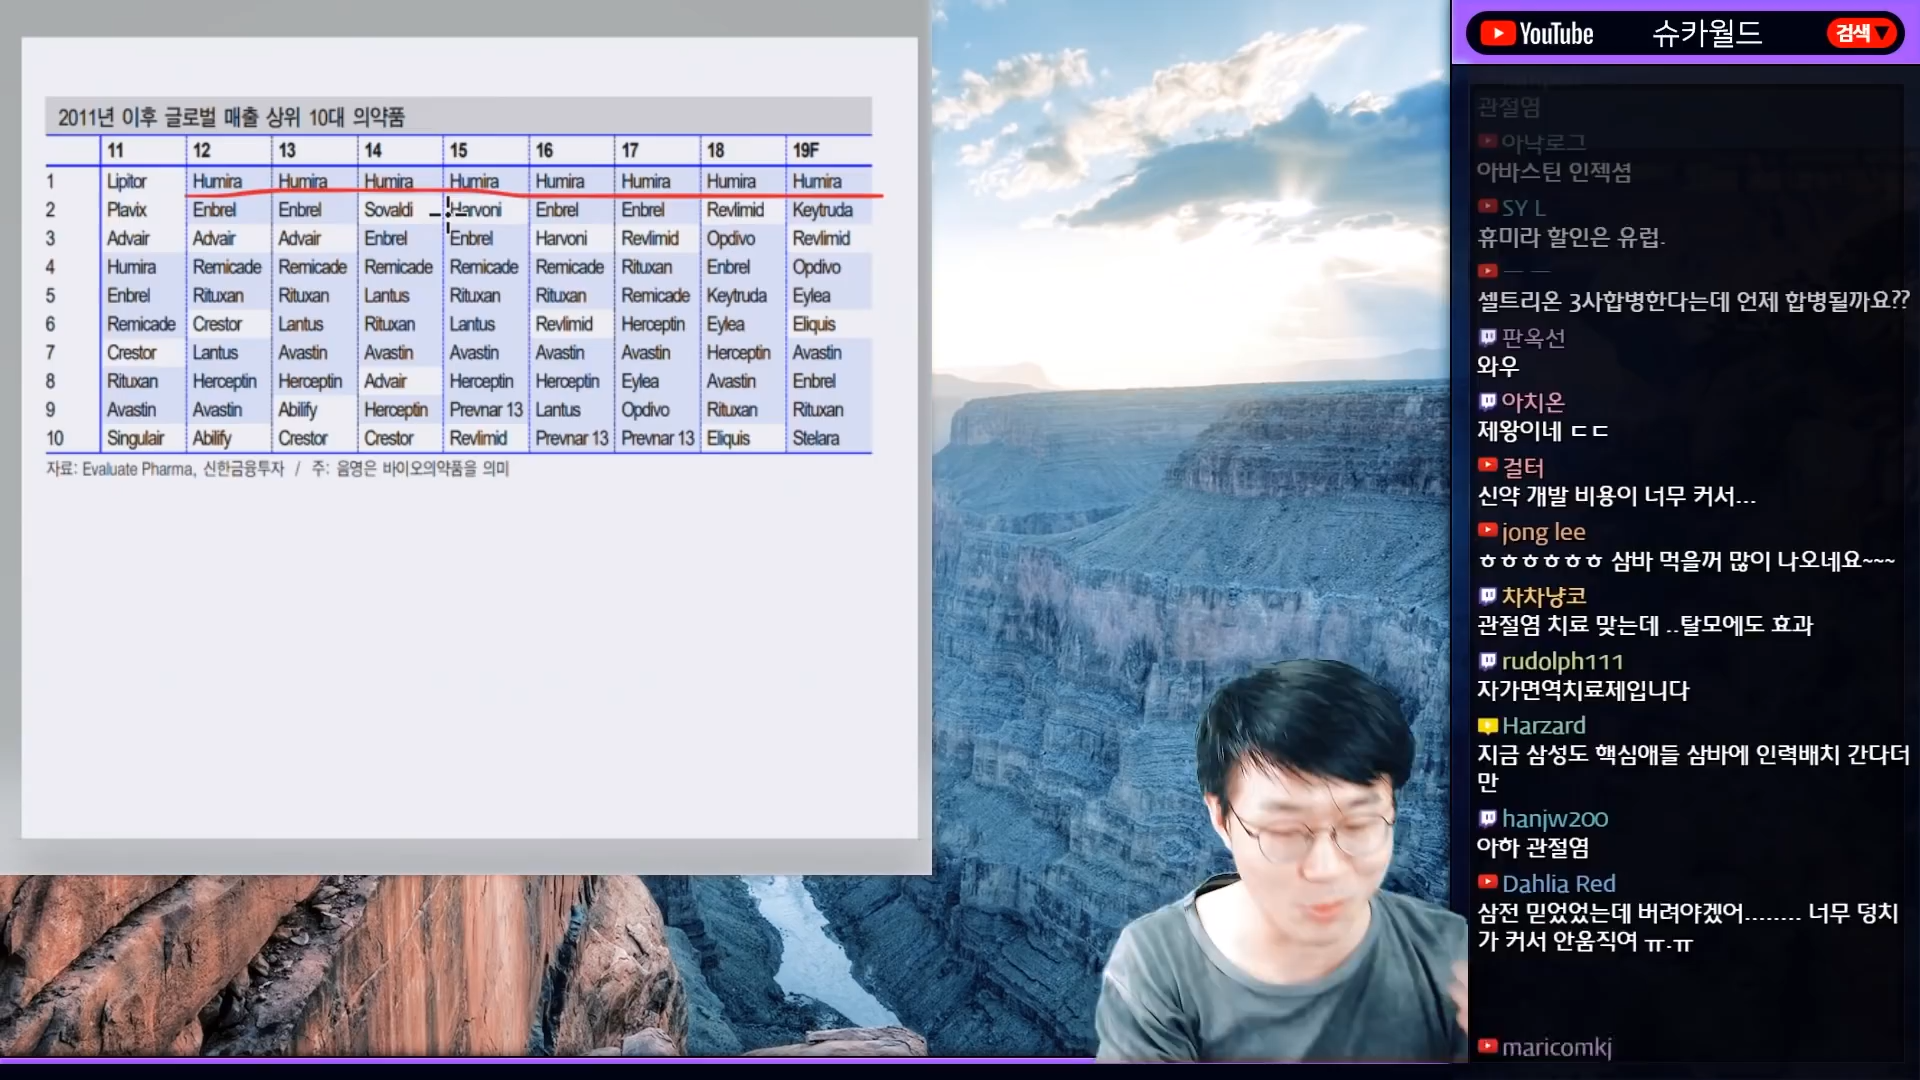 2011년 이후 글로벌 매출 상위 10대 의약품
11 12 13 14 15 16 17 18 19F
1 Lipitor Humira Humira Humira Humira Humira Humira Humira Humira
2 Plavix Enbrel Enbrel Sovaldi Harvoni Enbrel Enbrel Revlimid Keytruda
3 Advair Advair Advair Enbrel Enbrel Harvoni Revlimid Opdivo Revlimid
4 Humira Remicade Remicade Remicade Remicade Remicade Rituxan Enbrel Opdivo
5 Enbrel Rituxan Rituxan Lantus Rituxan Rituxan Remicade Keytruda Eylea
6 Remicade Crestor Lantus Rituxan Lantus Revlimid Herceptin Eylea Eliquis
7 Crestor Lantus Avastin Avastin Avastin Avastin Avastin Herceptin Avastin
8 Rituxan Herceptin Herceptin Advair Herceptin Herceptin Eylea Avastin Enbrel
9 Avastin Avastin Abilify Herceptin Prevnar 13 Lantus Opdivo Rituxan Rituxan
10 Singulair Abilify Crestor Crestor Revlimid Prevnar 13 Prevnar 13 Eliquis Stelara
자료: Evaluate Pharma, 신한금융투자 / 주: 음영은 바이오의약품을 의미
YouTube 슈카월드 검색▼
관절염
아낙로그
아바스틴 인젝셤
SY L
휴미라 할인은 유럽.
ㅡ ㅡ
셀트리온 3사합병한다는데 언제 합병될까요??
판옥선
와우
아치온
제왕이네 ㄷㄷ
걸터
신약 개발 비용이 너무 커서...
jong lee
ㅎㅎㅎㅎㅎㅎ 삼바 먹을꺼 많이 나오네요~~~
차차냥코
관절염 치료 맞는데 ..탈모에도 효과
rudolph111
자가면역치료제입니다
Harzard
지금 삼성도 핵심애들 삼바에 인력배치 간다더
만
hanjw200
아하 관절염
Dahlia Red
삼전 믿었었는데 버려야겠어........ 너무 덩치
가 커서 안움직여 ㅠ.ㅠ
maricomkj